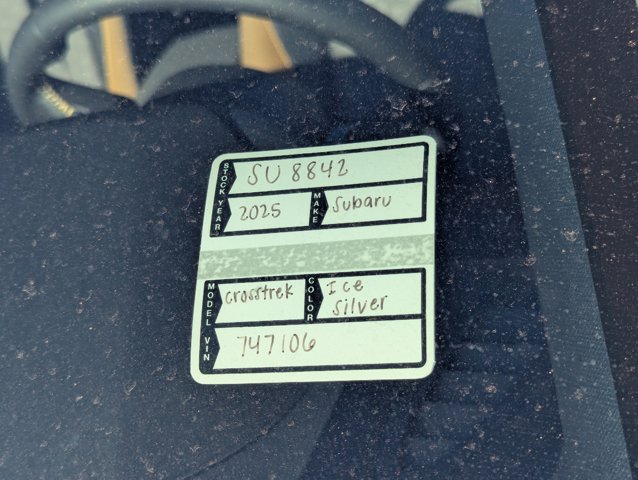 STOCK SU 8842
YEAR 2025 MAKE Subaru
MODEL crosstrek COLOR Ice
Silver
VIN 747106